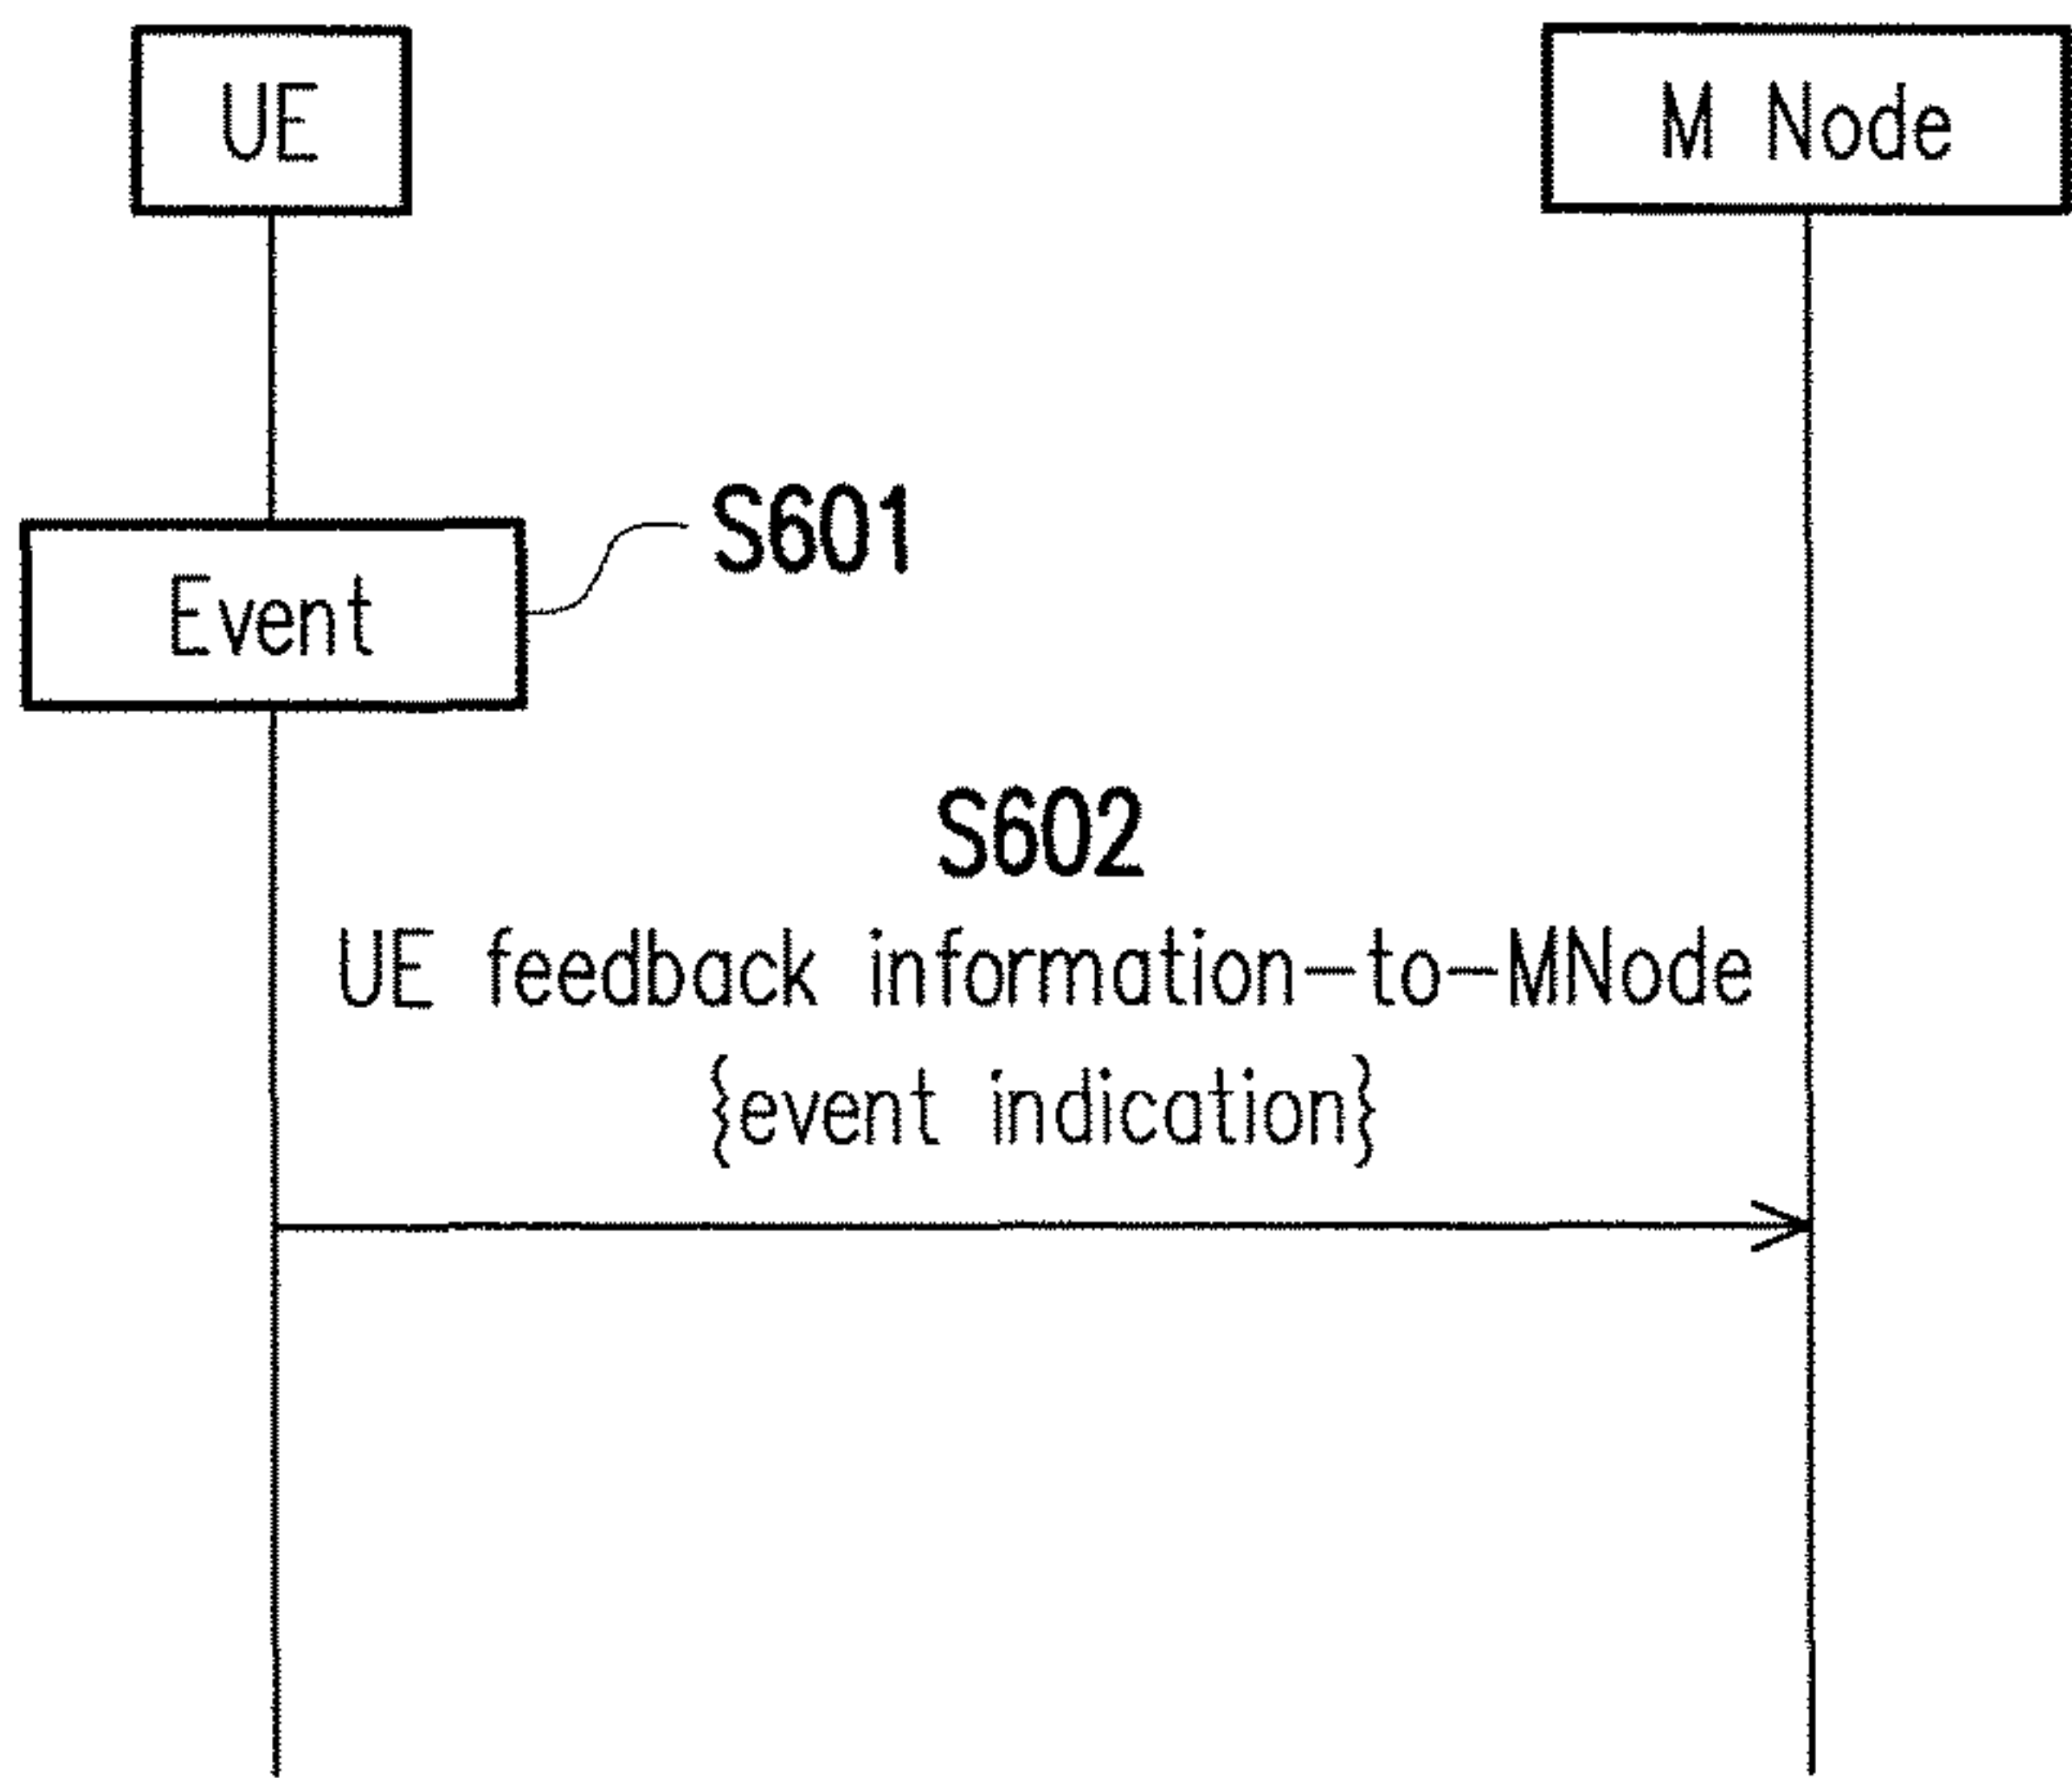 UE
M Node
S601
Event
S602
UE feedback information-to-MNode
{event indication}